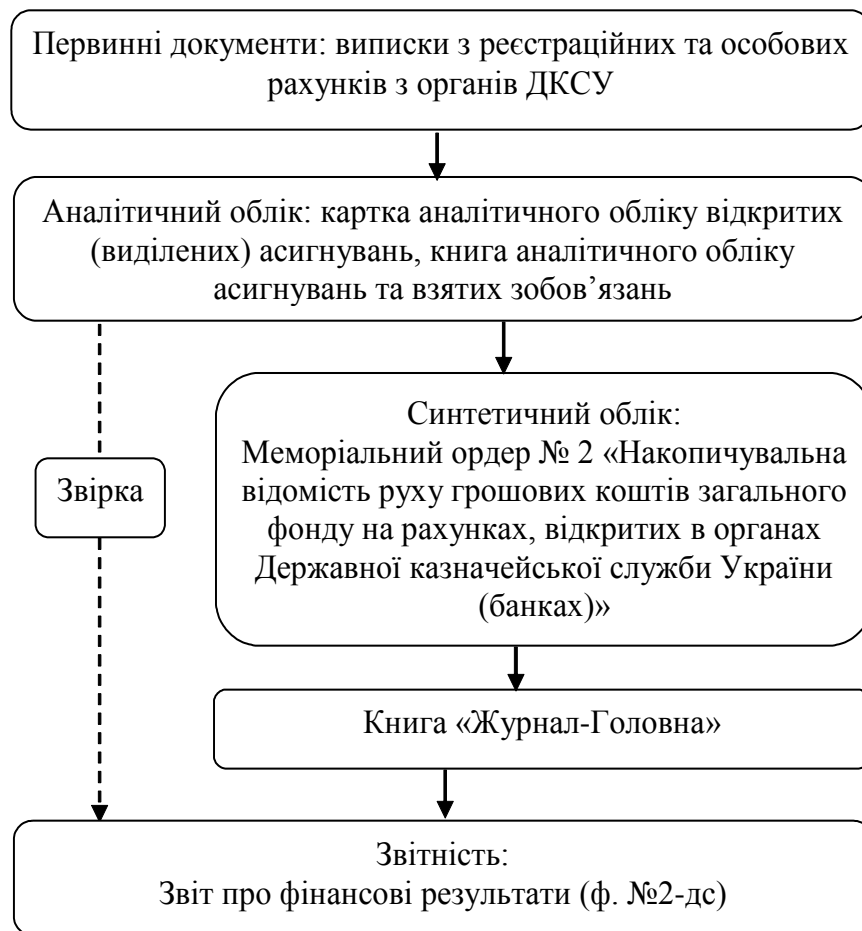 Первинні документи: виписки з реєстраційних та особових
рахунків з органів ДКСУ
Аналітичний облік: картка аналітичного обліку відкритих
(виділених) асигнувань, книга аналітичного обліку
асигнувань та взятих зобов’язань
Синтетичний облік:
Меморіальний ордер № 2 «Накопичувальна
відомість руху грошових коштів загального
фонду на рахунках, відкритих в органах
Державної казначейської служби України
(банках)»
Звірка
Книга «Журнал-Головна»
Звітність:
Звіт про фінансові результати (ф. №2-дс)